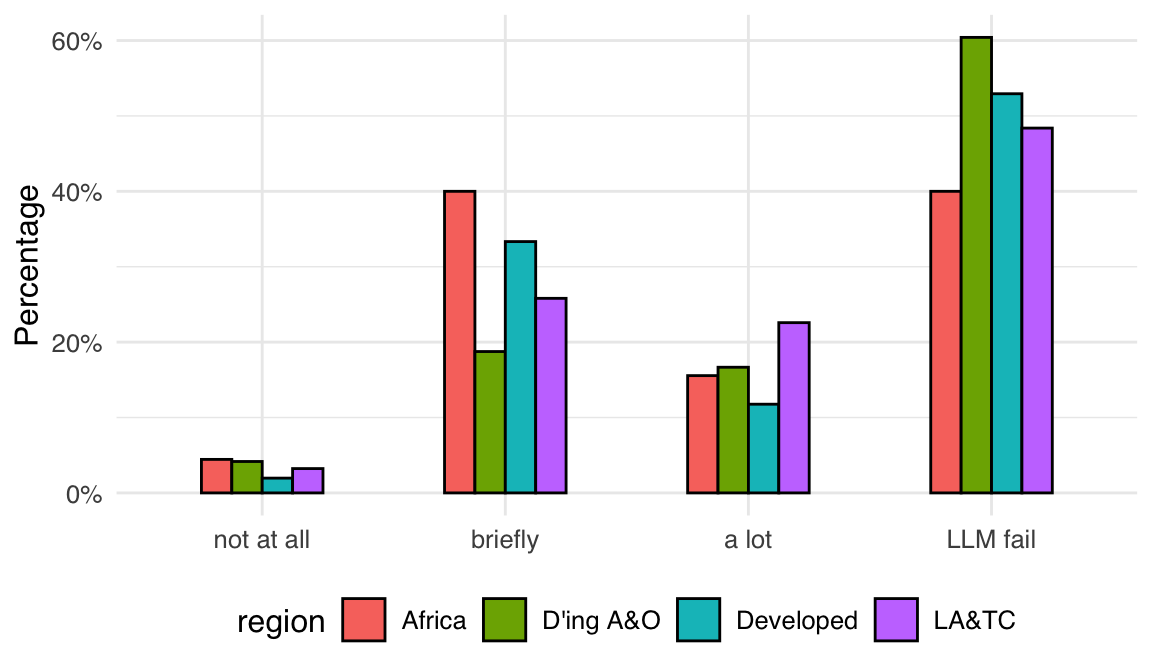 Percentage
60%
40%
20%
0%
not at all briefly a lot LLM fail
region Africa D'ing A&O Developed LA&TC